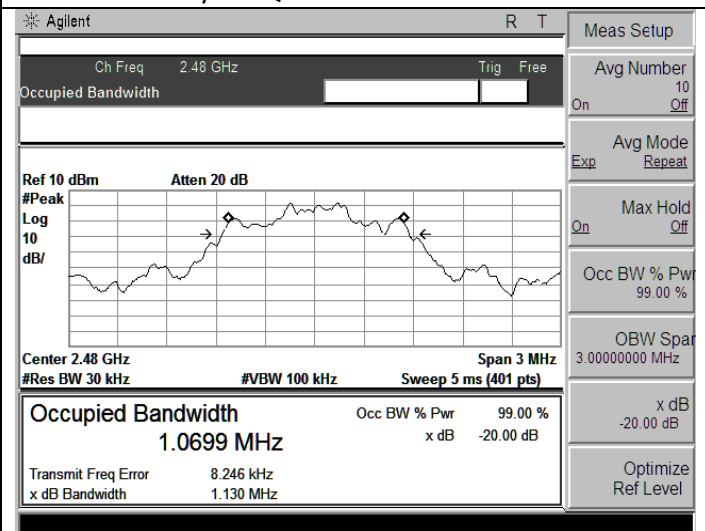 Agilent R T
Ch Freq 2.48 GHz Trig Free
Occupied Bandwidth
Ref 10 dBm Atten 20 dB
#Peak
Log
10
dB/
Center 2.48 GHz Span 3 MHz
#Res BW 30 kHz #VBW 100 kHz Sweep 5 ms (401 pts)
Occupied Bandwidth Occ BW % Pwr 99.00 %
1.0699 MHz x dB -20.00 dB
Transmit Freq Error 8.246 kHz
x dB Bandwidth 1.130 MHz
Meas Setup
Avg Number
10
On Off
Avg Mode
Exp Repeat
Max Hold
On Off
Occ BW % Pwr
99.00 %
OBW Span
3.00000000 MHz
x dB
-20.00 dB
Optimize
Ref Level